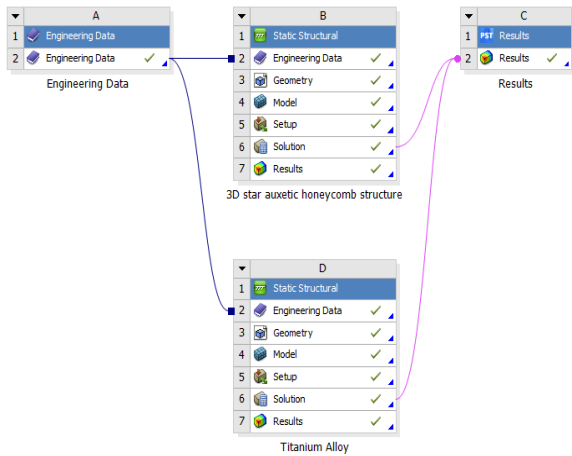 A
1 Engineering Data
2 Engineering Data
Engineering Data
B
1 Static Structural
2 Engineering Data
3 Geometry
4 Model
5 Setup
6 Solution
7 Results
3D star auxetic honeycomb structure
C
1 PST Results
2 Results
Results
D
1 Static Structural
2 Engineering Data
3 Geometry
4 Model
5 Setup
6 Solution
7 Results
Titanium Alloy